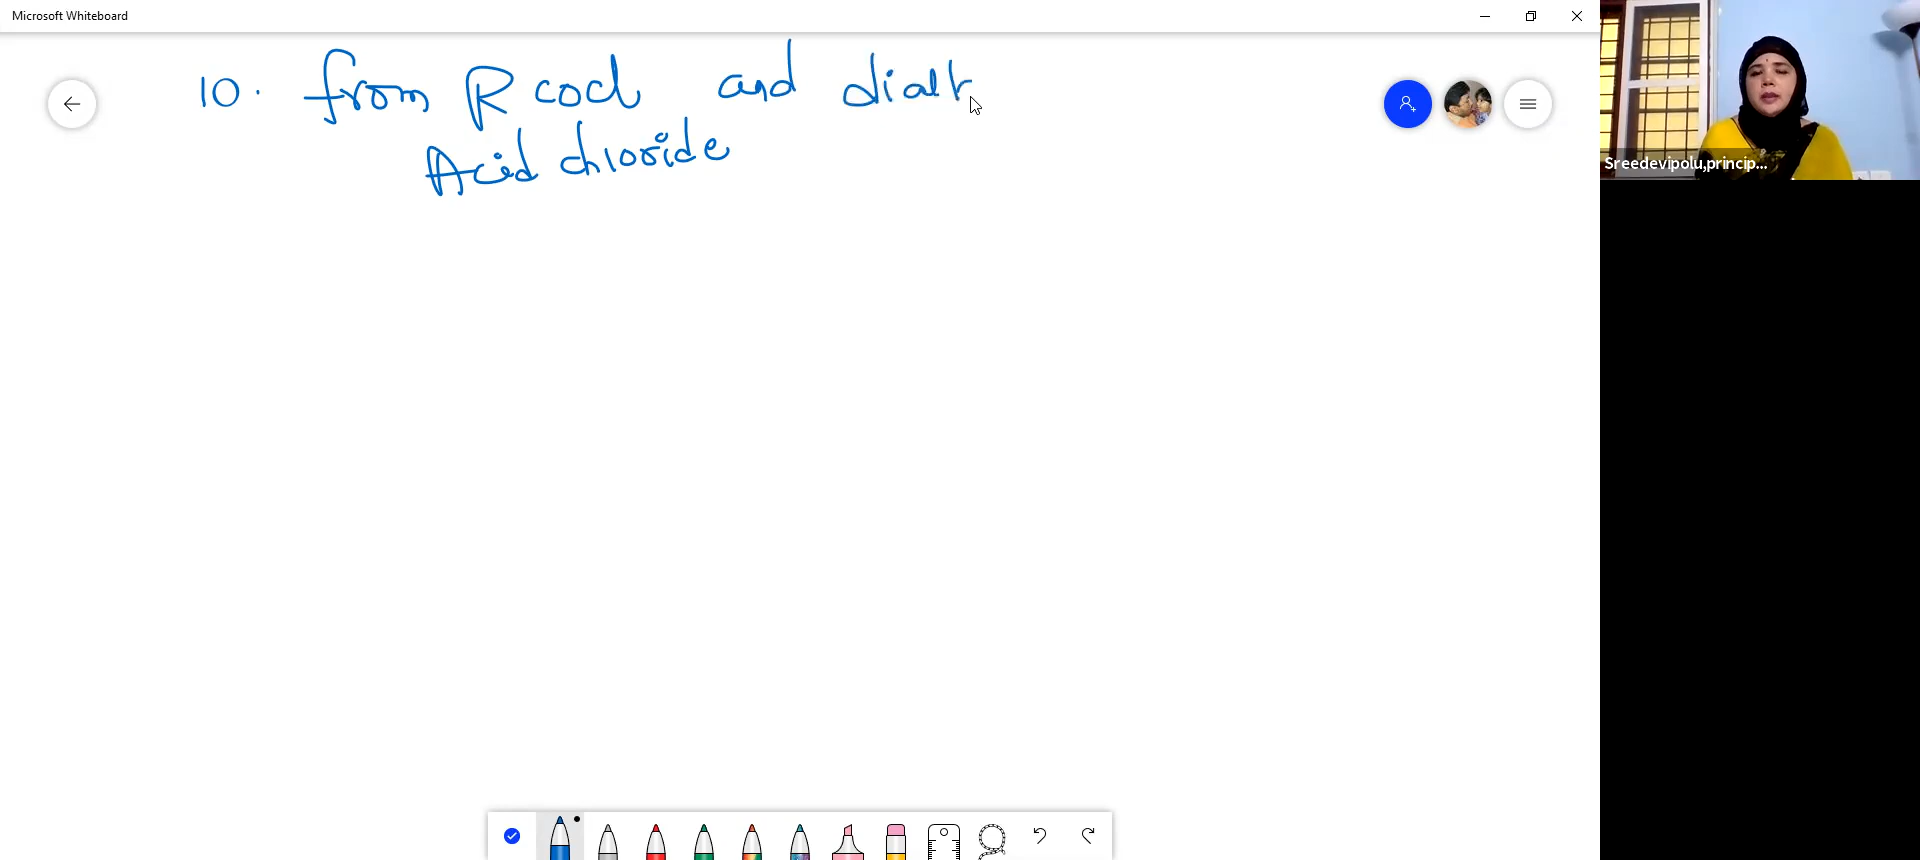 Microsoft Whiteboard
10. from R cocl and dialk
Acid chloride
Sreedevipolu,princip...